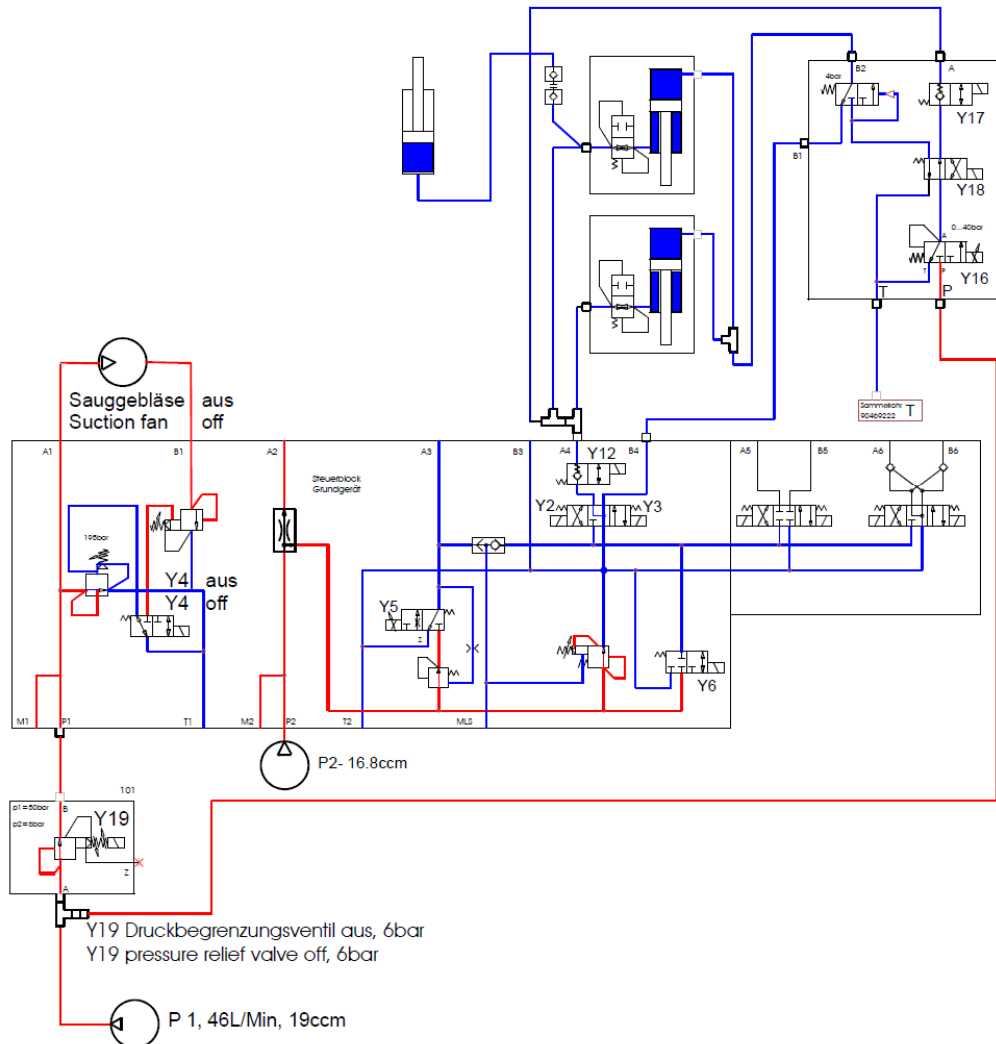 B2
A
4bar
Y17
B1
Y18
0...40bar
A
Y16
T
P
T
P
Sauggebläse aus
Suction fan off
Sammelrohr T
90469222
A1
B1
A2
A3
B3
A4
B4
A5
B5
A6
B6
Steuerblock
Grundgerät
Y12
Y2
Y3
195bar
Y4 aus
Y4 off
Y5
Z
Y6
M1
P1
T1
M2
P2
T2
MLS
P2- 16.8ccm
101
p1=50bar
B
p2=6bar
Y19
Z
A
Y19 Druckbegrenzungsventil aus, 6bar
Y19 pressure relief valve off, 6bar
P 1, 46L/Min, 19ccm